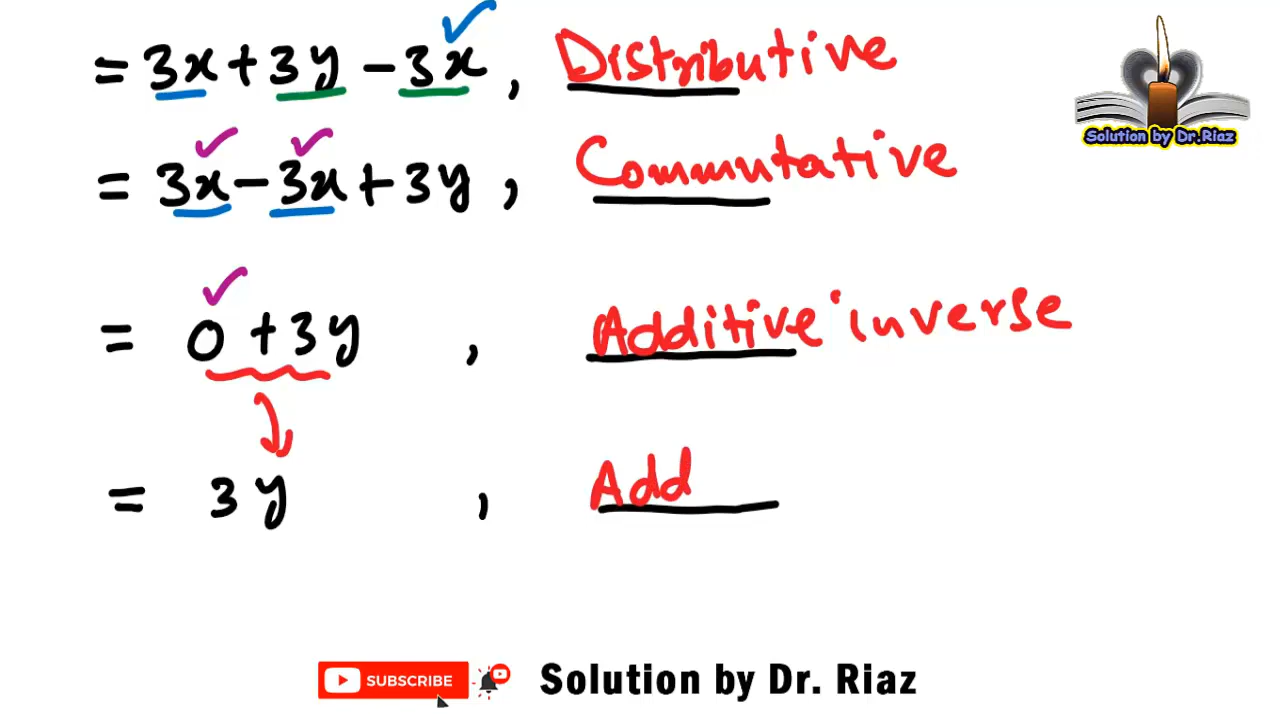 = 3x + 3y - 3x, Distributive
Solution by Dr.Riaz
= 3x - 3x + 3y, Commutative
= 0 + 3y , Additive inverse
= 3y , Add
SUBSCRIBE Solution by Dr. Riaz